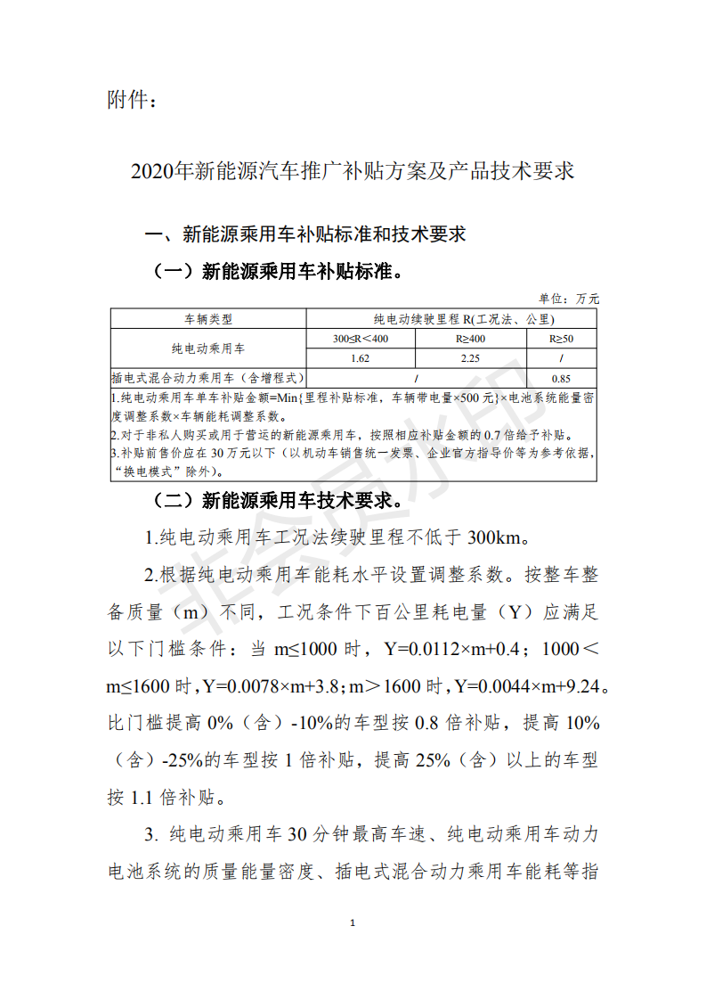 附件：
2020年新能源汽车推广补贴方案及产品技术要求
一、新能源乘用车补贴标准和技术要求
（一）新能源乘用车补贴标准。
单位：万元
车辆类型 纯电动续驶里程 R(工况法、公里)
纯电动乘用车 300≤R＜400 R≥400 R≥50
1.62 2.25 /
插电式混合动力乘用车（含增程式） / 0.85
1.纯电动乘用车单车补贴金额=Min{里程补贴标准，车辆带电量×500 元}×电池系统能量密
度调整系数×车辆能耗调整系数。
2.对于非私人购买或用于营运的新能源乘用车，按照相应补贴金额的 0.7 倍给予补贴。
3.补贴前售价应在 30 万元以下（以机动车销售统一发票、企业官方指导价等为参考依据，
“换电模式”除外）。
（二）新能源乘用车技术要求。
1.纯电动乘用车工况法续驶里程不低于 300km。
2.根据纯电动乘用车能耗水平设置调整系数。按整车整
备质量（m）不同，工况条件下百公里耗电量（Y）应满足
以下门槛条件：当 m≤1000 时，Y=0.0112×m+0.4；1000＜
m≤1600 时，Y=0.0078×m+3.8；m＞1600 时，Y=0.0044×m+9.24。
比门槛提高 0%（含）-10%的车型按 0.8 倍补贴，提高 10%
（含）-25%的车型按 1 倍补贴，提高 25%（含）以上的车型
按 1.1 倍补贴。
3. 纯电动乘用车 30 分钟最高车速、纯电动乘用车动力
电池系统的质量能量密度、插电式混合动力乘用车能耗等指
1
非会员水印